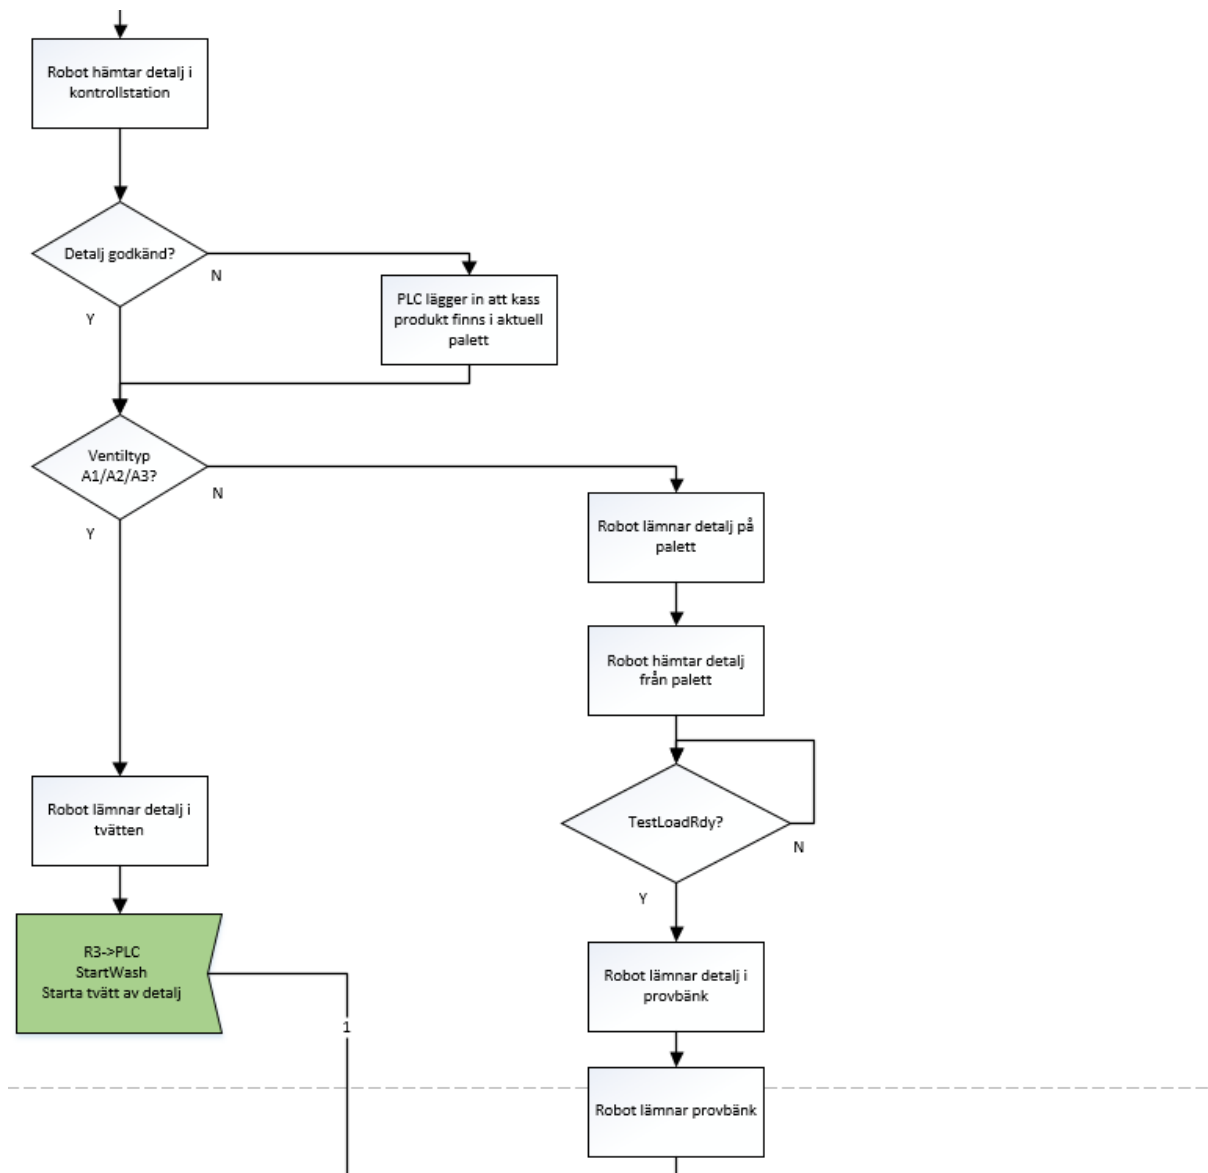 Robot hämtar detalj i
kontrollstation
Detalj godkänd?
N
Y
PLC lägger in att kass
produkt finns i aktuell
palett
Ventiltyp
A1/A2/A3?
N
Y
Robot lämnar detalj på
palett
Robot hämtar detalj
från palett
TestLoadRdy?
N
Y
Robot lämnar detalj i
tvätten
R3->PLC
StartWash
Starta tvätt av detalj
1
Robot lämnar detalj i
provbänk
Robot lämnar provbänk